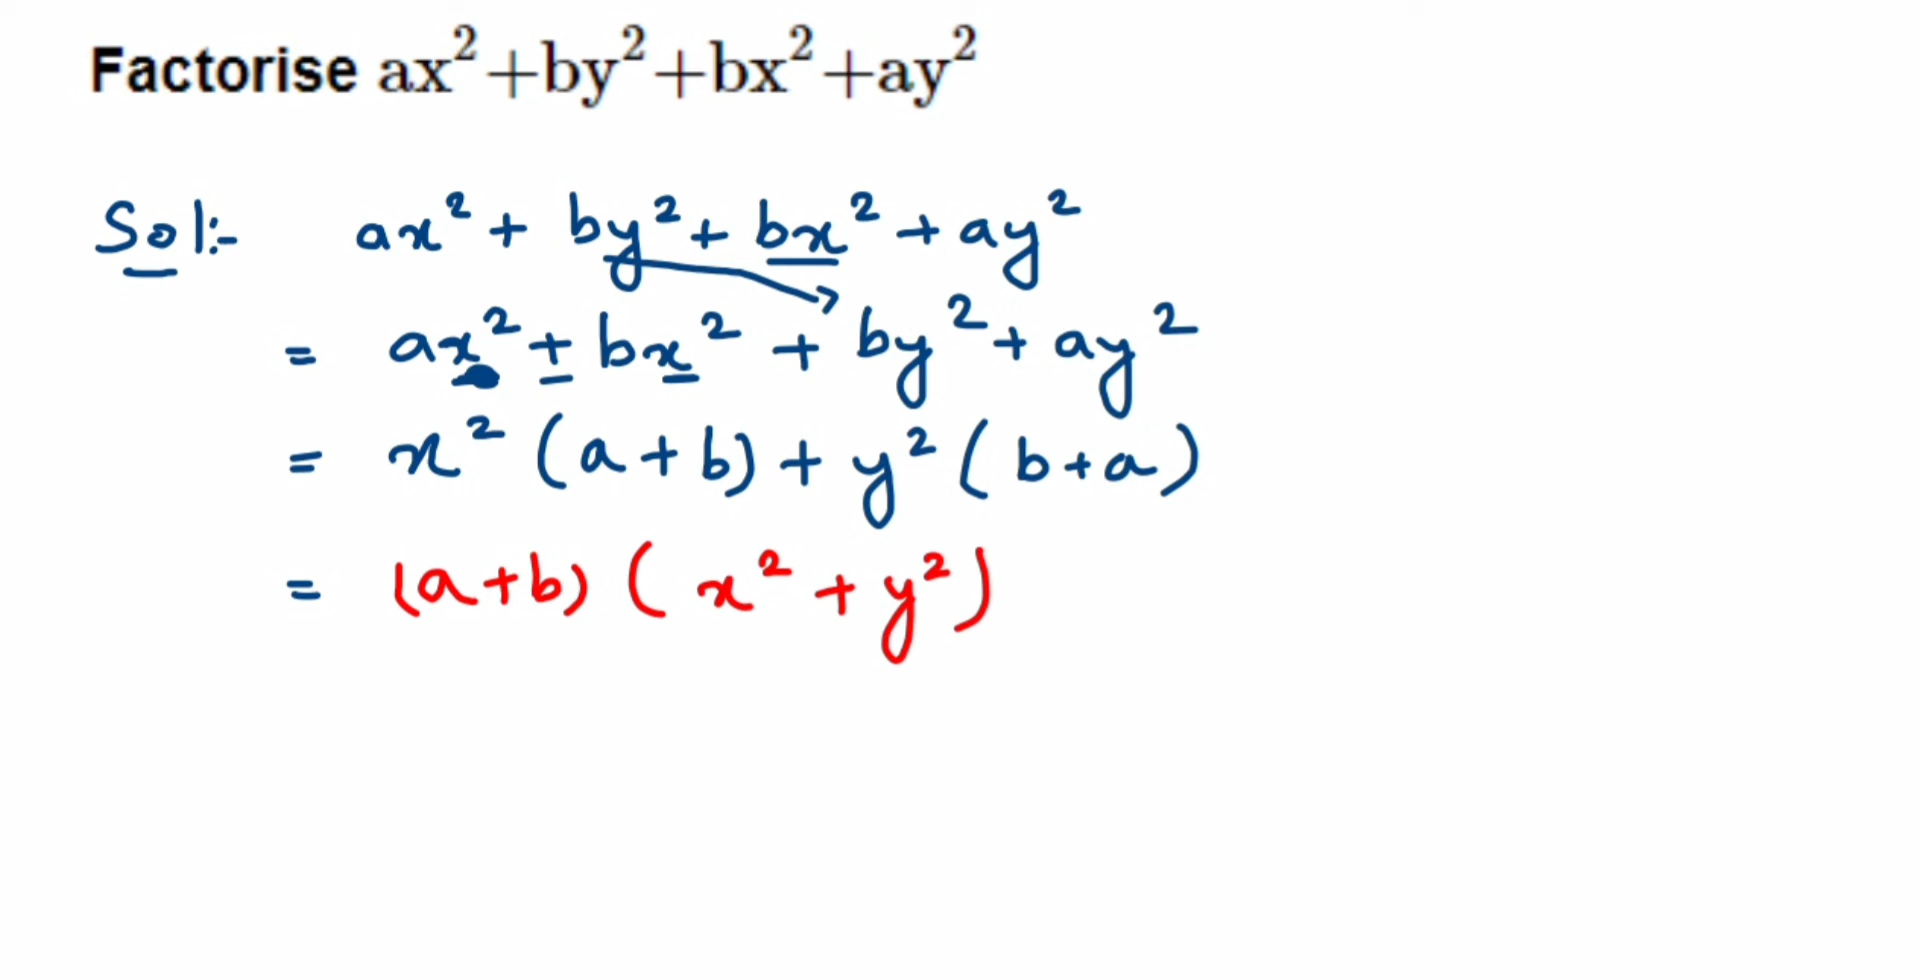 Factorise ax²+by²+bx²+ay²
Sol:- ax² + by² + bx² + ay²
= ax² + bx² + by² + ay²
= x² (a+b) + y² (b+a)
= (a+b) (x² + y²)